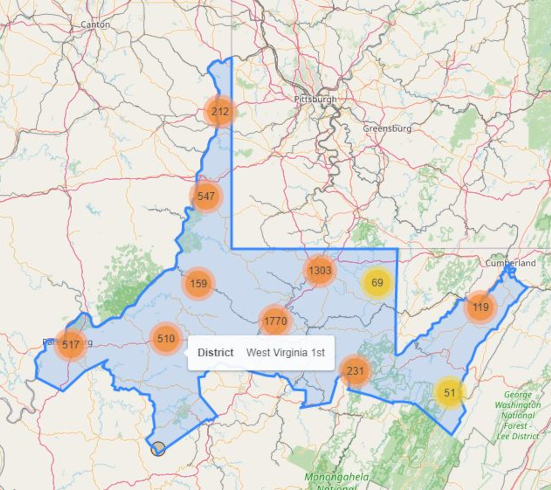 Canton
Pittsburgh
212
Greensburg
547
Cumberland
1303
159
69
119
1770
510
517
District West Virginia 1st
231
51
George
Washington
National
Forest -
Lee District
Monongahela
National